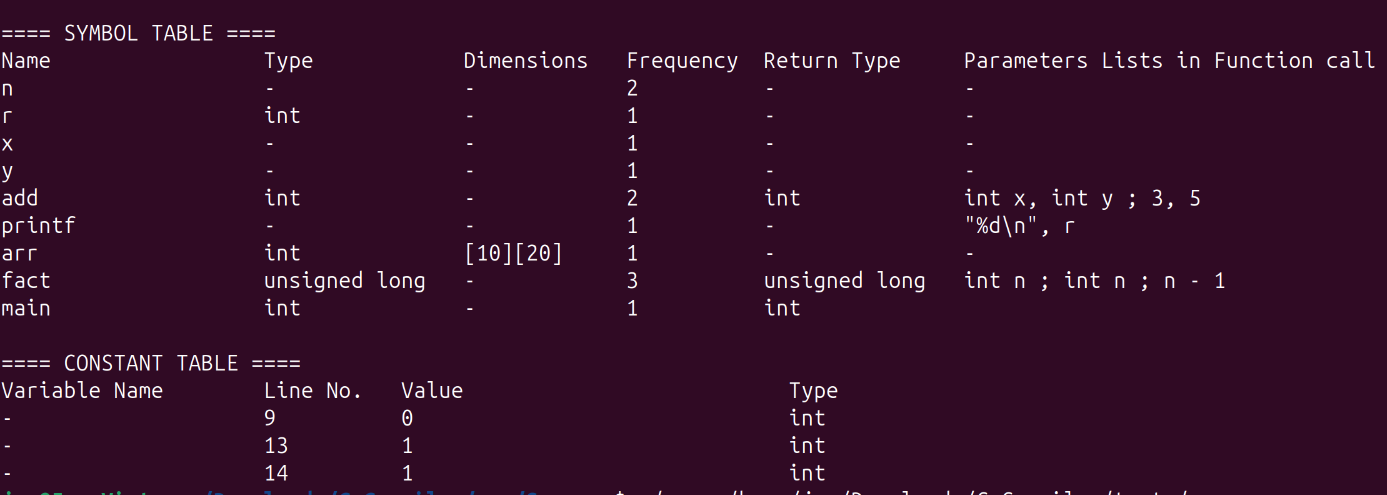 ==== SYMBOL TABLE ====
Name Type Dimensions Frequency Return Type Parameters Lists in Function call
n - - 2 - -
r int - 1 - -
x - - 1 - -
y - - 1 - -
add int - 2 int int x, int y ; 3, 5
printf - - 1 - "%d\n", r
arr int [10][20] 1 - -
fact unsigned long - 3 unsigned long int n ; int n ; n - 1
main int - 1 int
==== CONSTANT TABLE ====
Variable Name Line No. Value Type
- 9 0 int
- 13 1 int
- 14 1 int